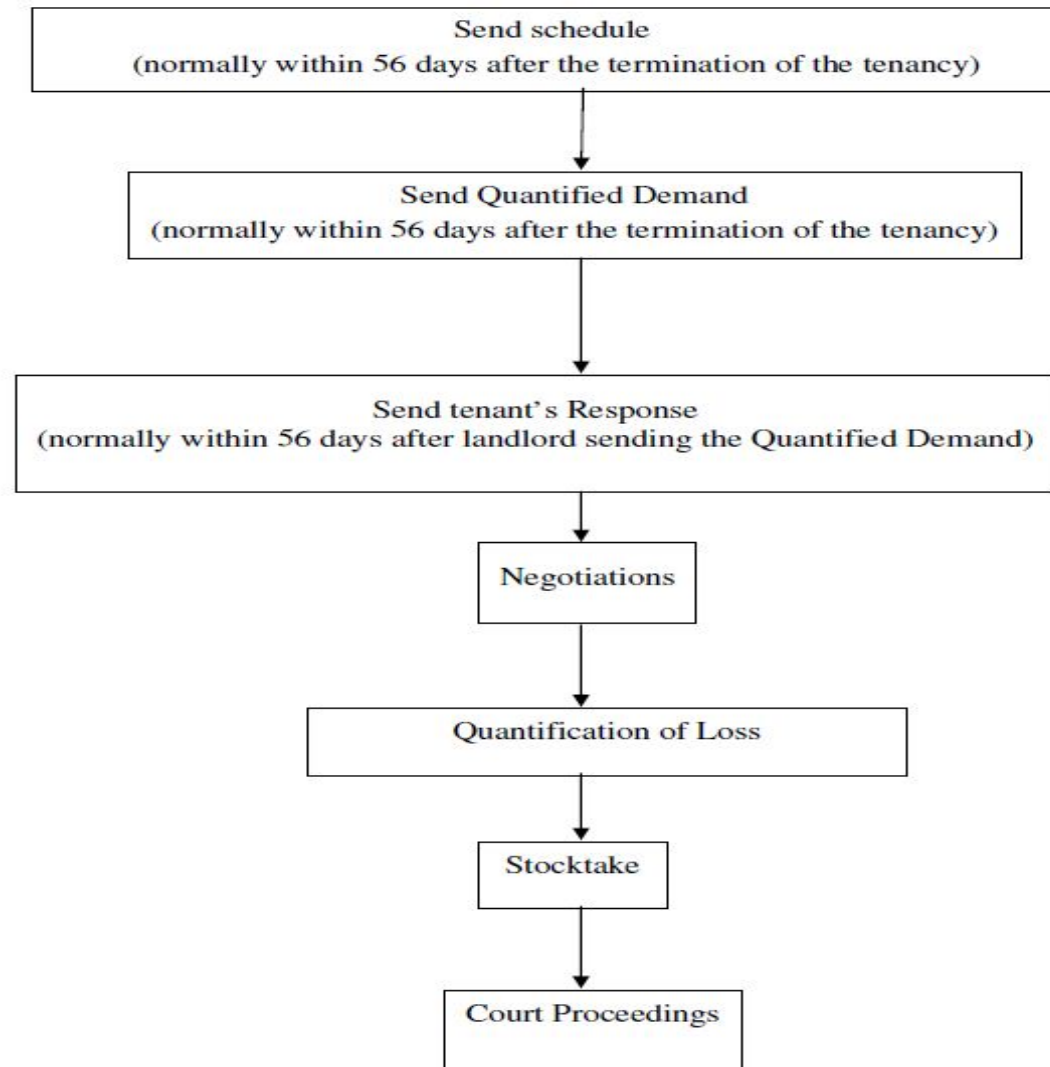 Send schedule
(normally within 56 days after the termination of the tenancy)
Send Quantified Demand
(normally within 56 days after the termination of the tenancy)
Send tenant's Response
(normally within 56 days after landlord sending the Quantified Demand)
Negotiations
Quantification of Loss
Stocktake
Court Proceedings